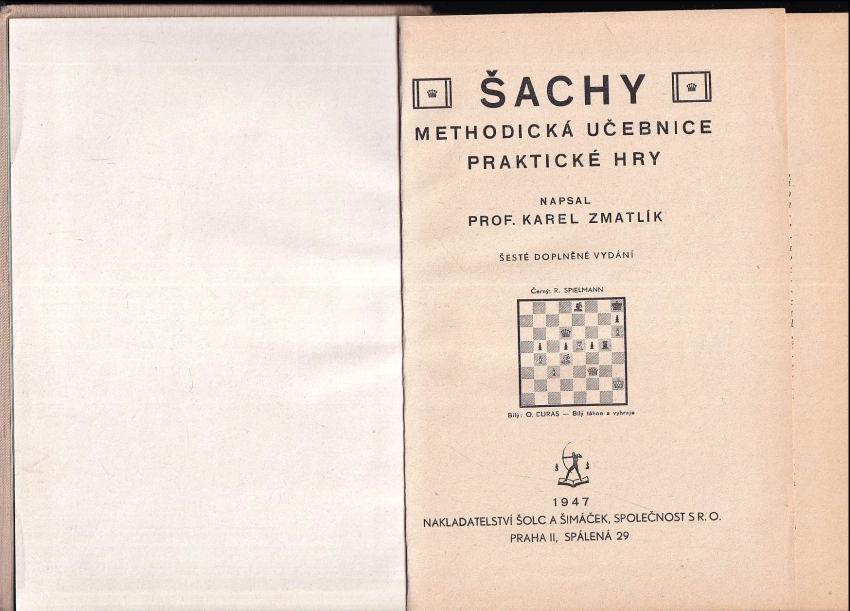 ŠACHY
METHODICKÁ UČEBNICE
PRAKTICKÉ HRY
NAPSAL
PROF. KAREL ZMATLÍK
ŠESTÉ DOPLNĚNÉ VYDÁNÍ
Černý: R. SPIELMANN
Bílý: O. DURAS — Bílý táhne a vyhraje
1947
NAKLADATELSTVÍ ŠOLC A ŠIMÁČEK, SPOLEČNOST S R. O.
PRAHA II, SPÁLENÁ 29